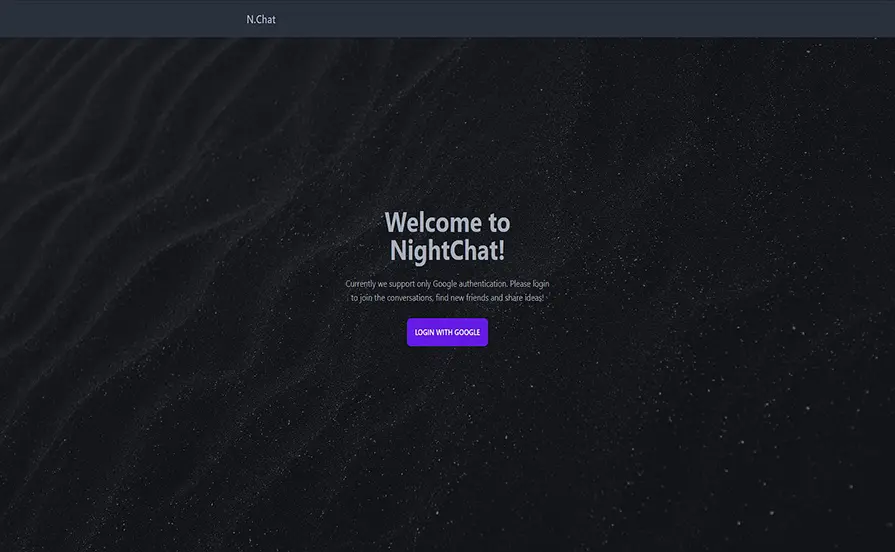 N.Chat
Welcome to
NightChat!
Currently we support only Google authentication. Please login
to join the conversations, find new friends and share ideas!
LOGIN WITH GOOGLE